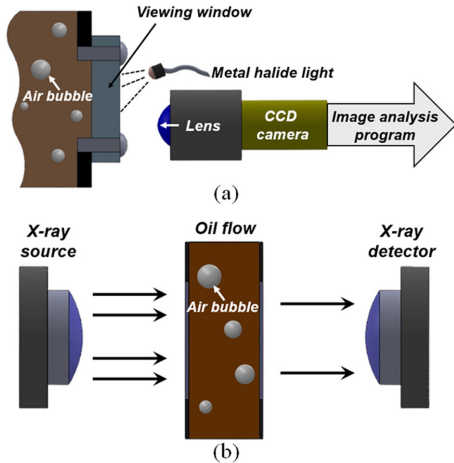 Viewing window
Air bubble
Metal halide light
Lens
CCD
camera
Image analysis
program
(a)
X-ray
source
Oil flow
X-ray
detector
Air bubble
(b)